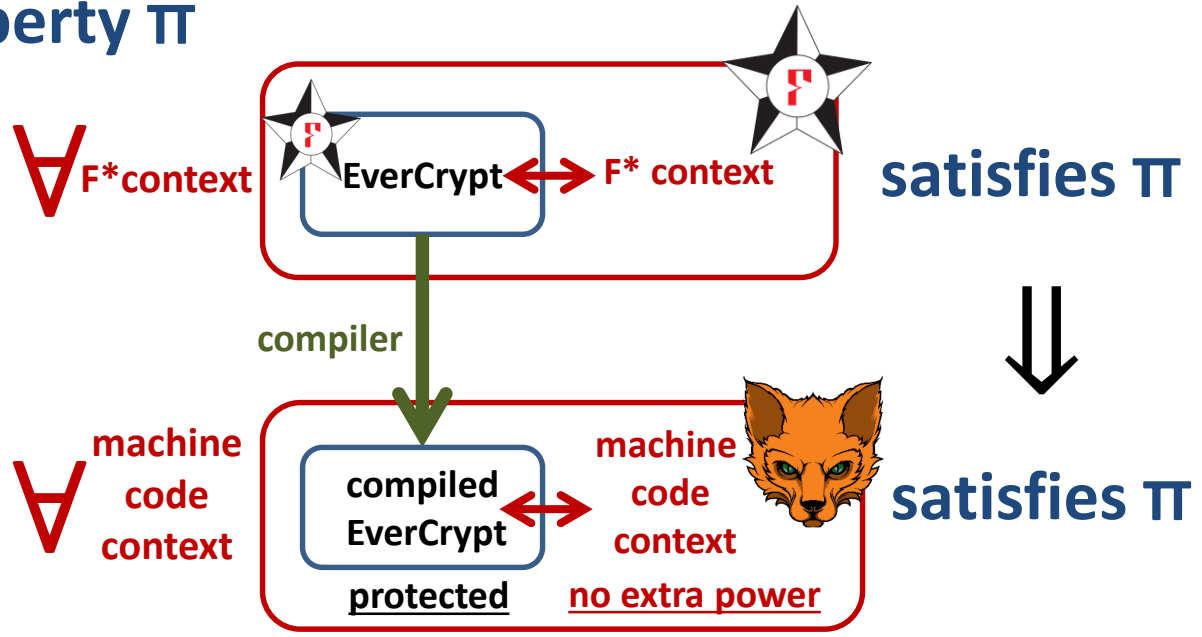 perty π
∀ F*context
EverCrypt
F* context
satisfies π
compiler
⇓
∀ machine
code
context
compiled
EverCrypt
protected
machine
code
context
no extra power
satisfies π